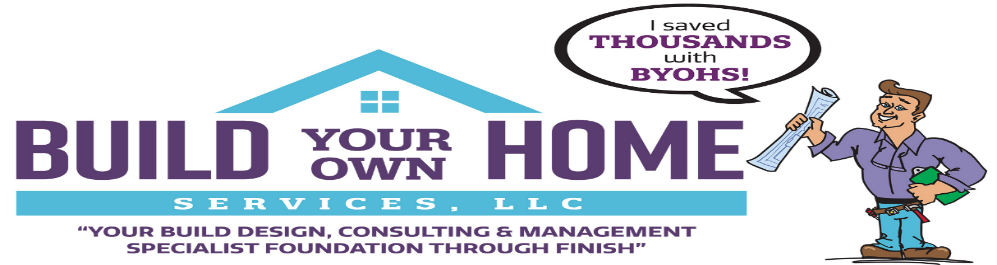 I saved
THOUSANDS
with
BYOHS!
BUILD YOUR OWN HOME
SERVICES, LLC
“YOUR BUILD DESIGN, CONSULTING & MANAGEMENT
SPECIALIST FOUNDATION THROUGH FINISH”